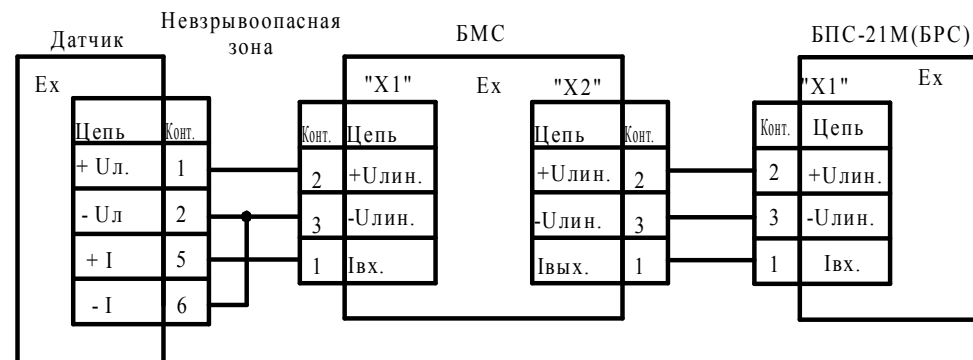 Невзрывоопасная
зона
Датчик
БМС
БПС-21М(БРС)
Ex
"X1"
Ex
"X2"
"X1"
Ex
Цепь Конт.
+ Uл. 1
- Uл 2
+ I 5
- I 6
Конт. Цепь
2 +Uлин.
3 -Uлин.
1 Iвх.
Цепь Конт.
+Uлин. 2
-Uлин. 3
Iвых. 1
Конт. Цепь
2 +Uлин.
3 -Uлин.
1 Iвх.